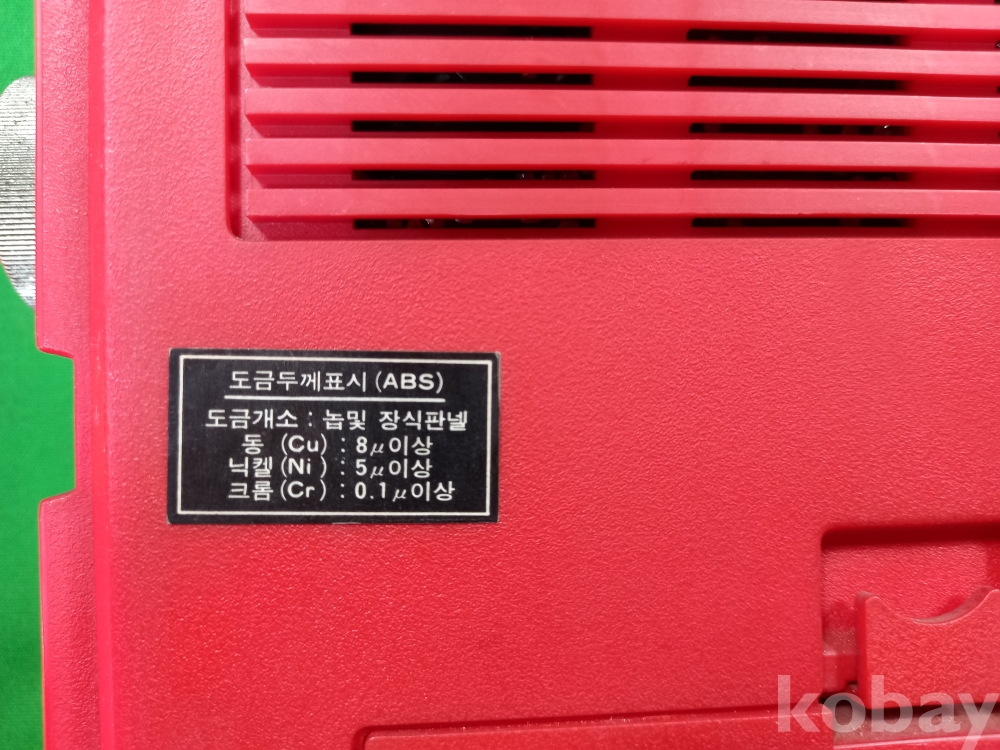 도금두께표시(ABS)
도금개소 : 놉및 장식판넬
동 (Cu) : 8μ이상
닉켈(Ni) : 5μ이상
크롬(Cr) : 0.1μ이상
kobay